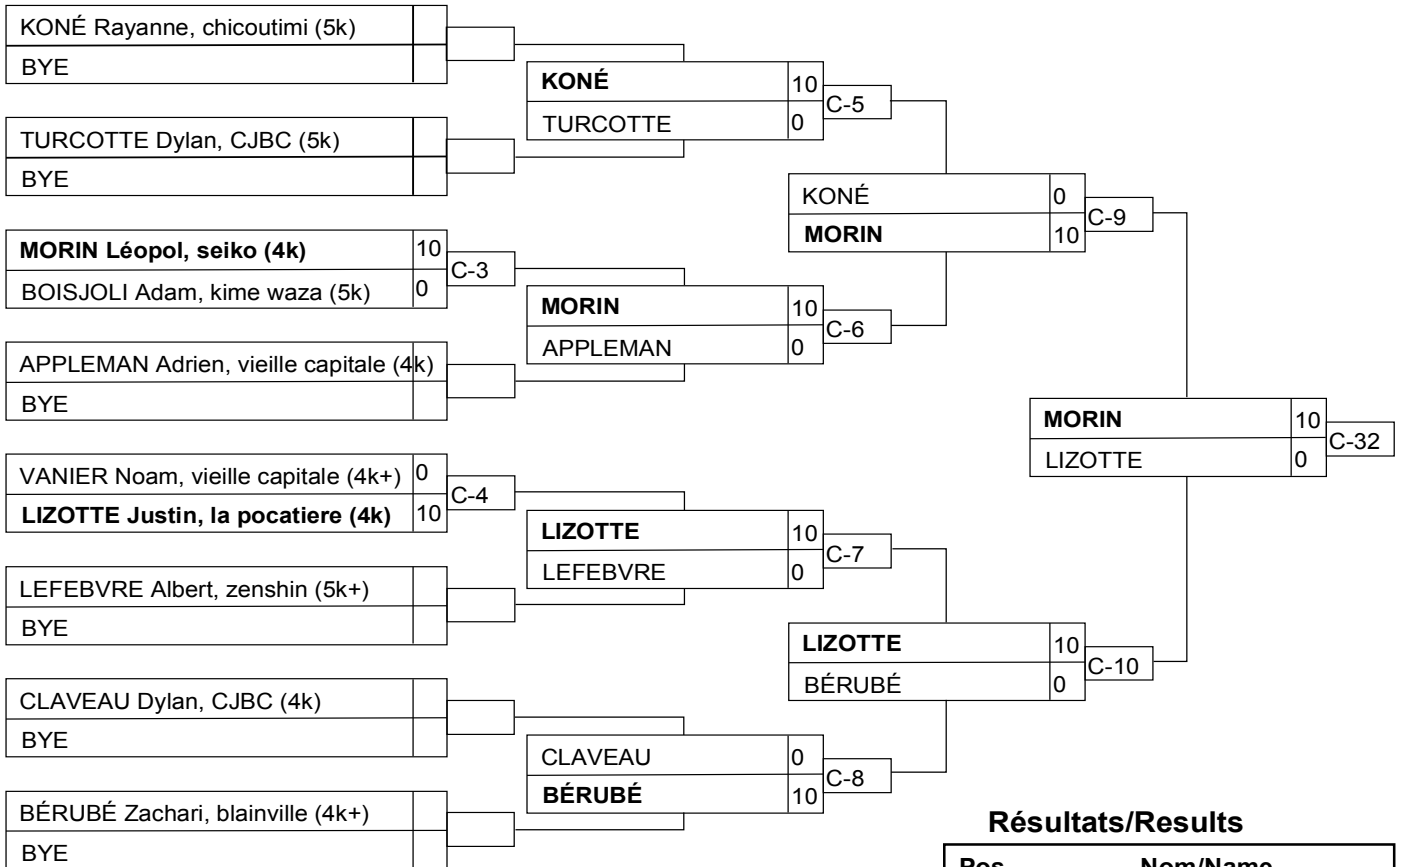 KONÉ Rayanne, chicoutimi (5k)
BYE
TURCOTTE Dylan, CJBC (5k)
BYE
MORIN Léopol, seiko (4k) 10
BOISJOLI Adam, kime waza (5k) 0
C-3
APPLEMAN Adrien, vieille capitale (4k)
BYE
VANIER Noam, vieille capitale (4k+) 0
LIZOTTE Justin, la pocatiere (4k) 10
C-4
LEFEBVRE Albert, zenshin (5k+)
BYE
CLAVEAU Dylan, CJBC (4k)
BYE
BÉRUBÉ Zachari, blainville (4k+)
BYE
KONÉ 10
TURCOTTE 0
C-5
MORIN 10
APPLEMAN 0
C-6
LIZOTTE 10
LEFEBVRE 0
C-7
CLAVEAU 0
BÉRUBÉ 10
C-8
KONÉ 0
MORIN 10
C-9
LIZOTTE 10
BÉRUBÉ 0
C-10
MORIN 10
LIZOTTE 0
C-32
Résultats/Results
Pos. Nom/Name